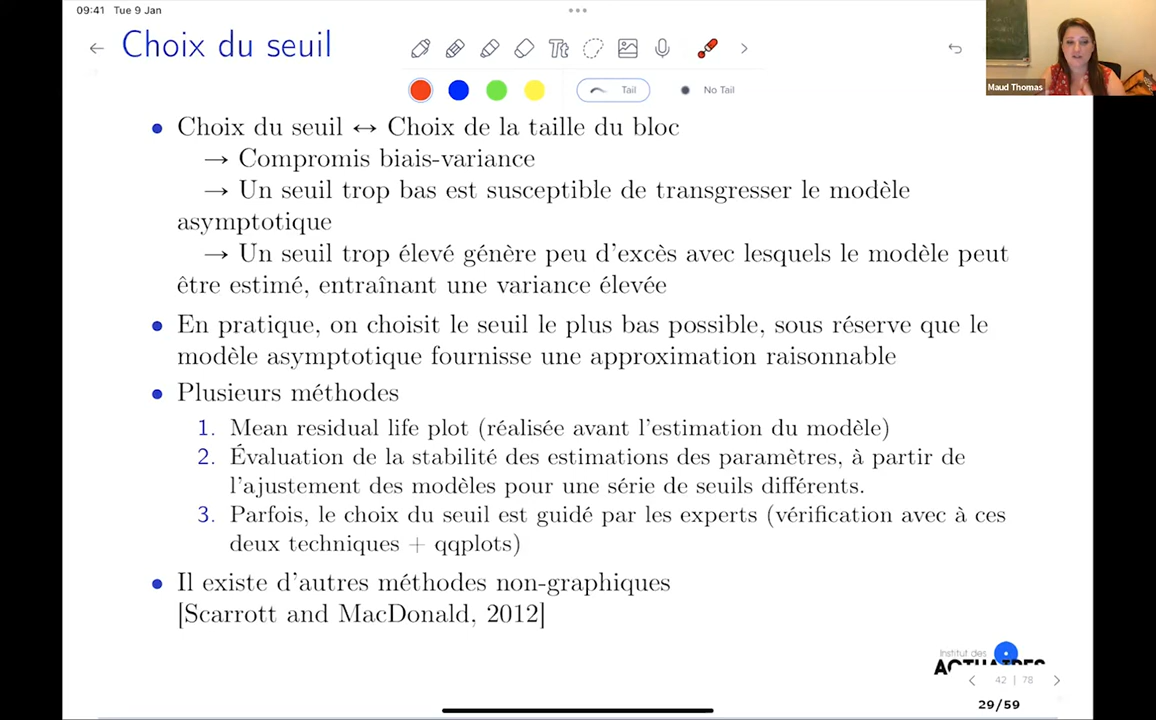 09:41 Tue 9 Jan
Choix du seuil
Tt
Tail
No Tail
Maud Thomas
• Choix du seuil ↔ Choix de la taille du bloc
→ Compromis biais-variance
→ Un seuil trop bas est susceptible de transgresser le modèle
asymptotique
→ Un seuil trop élevé génère peu d'excès avec lesquels le modèle peut
être estimé, entraînant une variance élevée
• En pratique, on choisit le seuil le plus bas possible, sous réserve que le
modèle asymptotique fournisse une approximation raisonnable
• Plusieurs méthodes
1. Mean residual life plot (réalisée avant l'estimation du modèle)
2. Évaluation de la stabilité des estimations des paramètres, à partir de
l'ajustement des modèles pour une série de seuils différents.
3. Parfois, le choix du seuil est guidé par les experts (vérification avec à ces
deux techniques + qqplots)
• Il existe d'autres méthodes non-graphiques
[Scarrott and MacDonald, 2012]
Institut des
ACTUAIRES
42 | 78
29/59